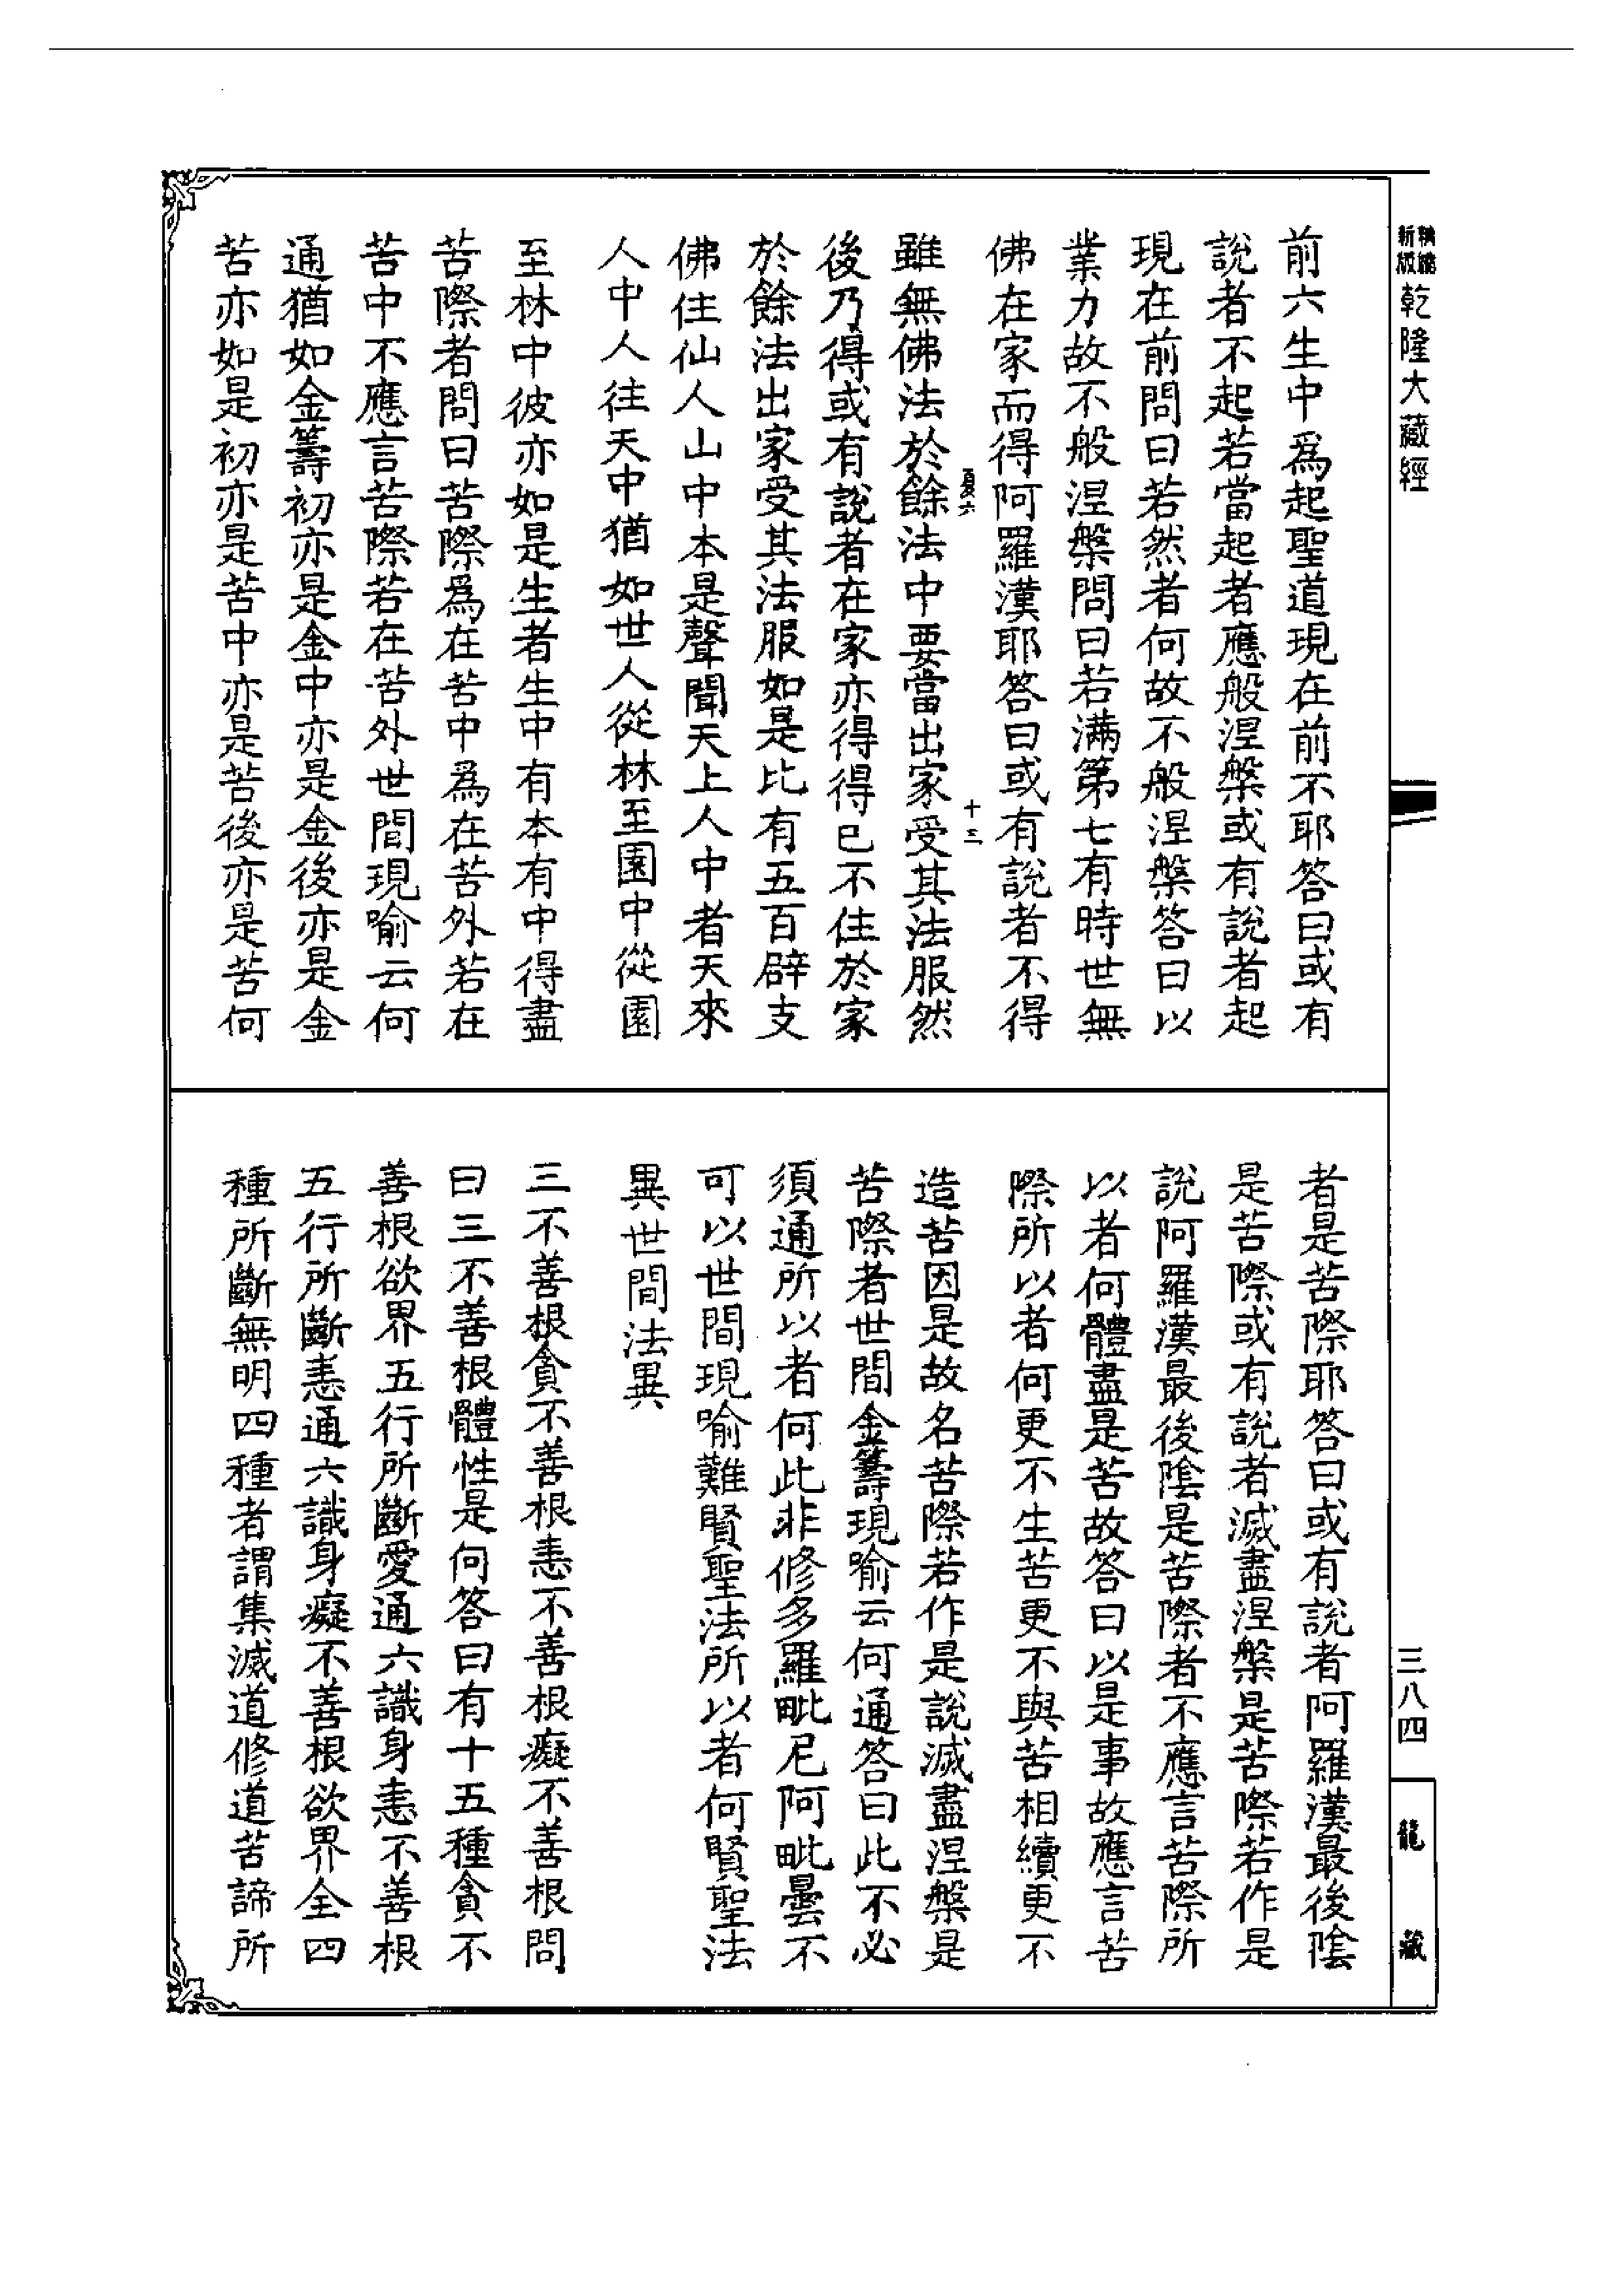 精縮新版乾隆大藏經
前六生中爲起聖道現在前不耶答曰或有
說者不起若當起者應般涅槃或有說者起
現在前問曰若然者何故不般涅槃答曰以
業力故不般涅槃問曰若滿第七有時世無
佛在家而得阿羅漢耶答曰或有說者不得
夏六
十三
雖無佛法於餘法中要當出家受其法服然
後乃得或有說者在家亦得得已不住於家
於餘法出家受其法服如是比有五百辟支
佛住仙人山中本是聲聞天上人中者天來
人中人往天中猶如世人從林至園中從園
至林中彼亦如是生者生中有本有中得盡
苦際者問曰苦際爲在苦中爲在苦外若在
苦中不應言苦際若在苦外世間現喻云何
通猶如金籌初亦是金中亦是金後亦是金
苦亦如是初亦是苦中亦是苦後亦是苦何
者是苦際耶答曰或有說者阿羅漢最後陰
是苦際或有說者滅盡涅槃是苦際若作是
說阿羅漢最後陰是苦際者不應言苦際所
以者何體盡是苦故答曰以是事故應言苦
際所以者何更不生苦更不與苦相續更不
造苦因是故名苦際若作是說滅盡涅槃是
苦際者世間金籌現喻云何通答曰此不必
須通所以者何此非修多羅毗尼阿毗曇不
可以世間現喻難賢聖法所以者何賢聖法
異世間法異
三不善根貪不善根恚不善根癡不善根問
曰三不善根體性是何答曰有十五種貪不
善根欲界五行所斷愛通六識身恚不善根
五行所斷恚通六識身癡不善根欲界全四
種所斷無明四種者謂集滅道修道苦諦所
三八四
龍藏